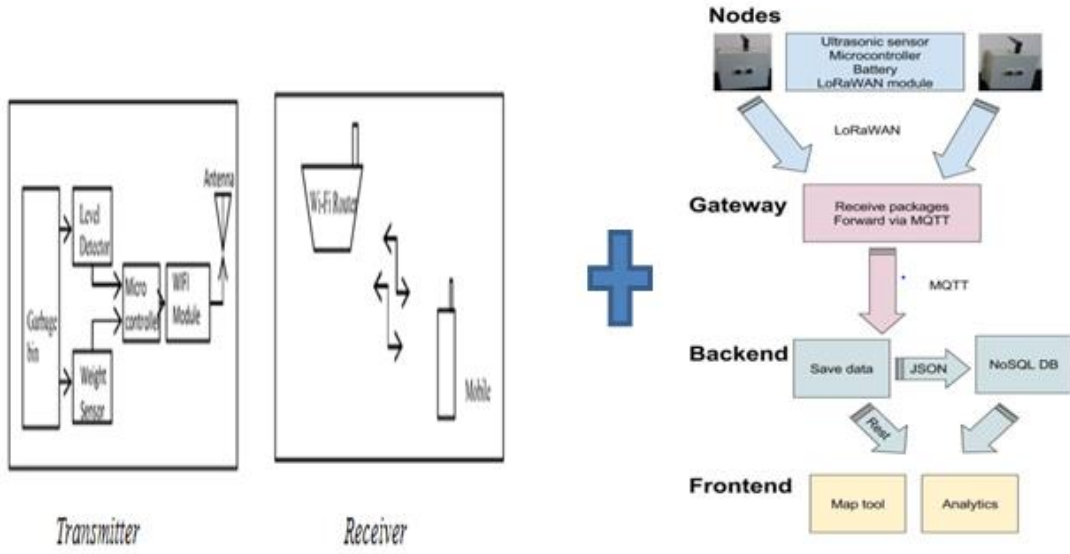 Garbage
bin
Level
Detector
Weight
Sensor
Micro
controller
WIFI
Module
Antenna
Transmitter
Wi-Fi Router
Mobile
Receiver
Nodes
Ultrasonic sensor
Microcontroller
Battery
LoRaWAN module
LoRaWAN
Gateway
Receive packages
Forward via MQTT
MQTT
Backend
Save data
JSON
NoSQL DB
Rest
Frontend
Map tool
Analytics